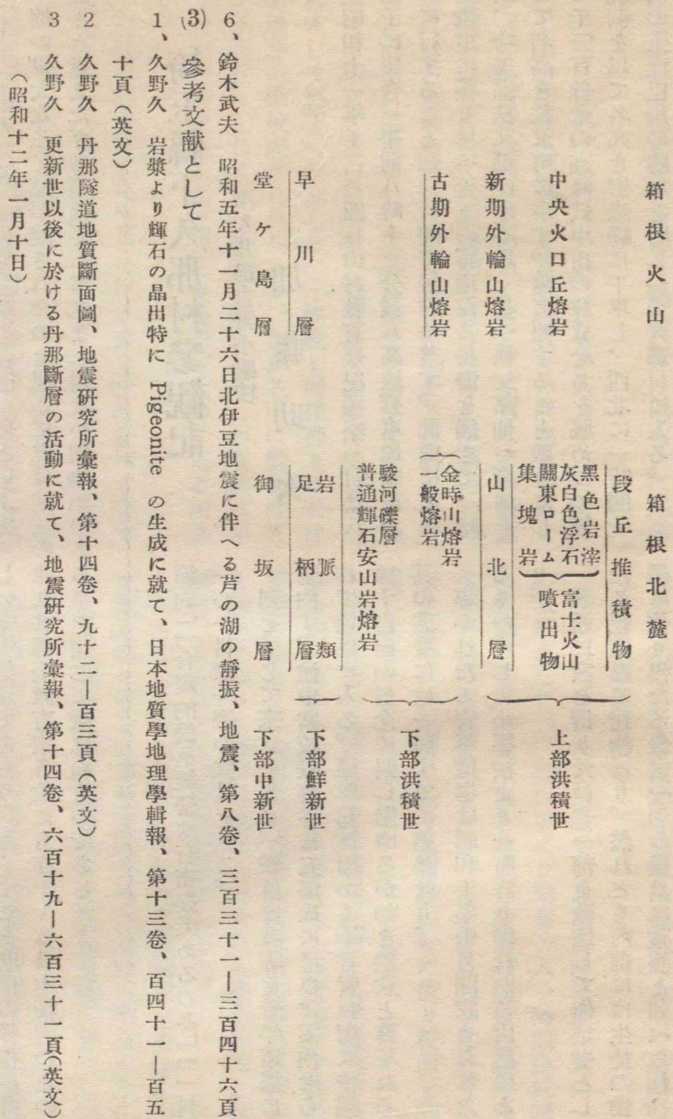 箱根火山　箱根北麓
段丘推積物
中央火口丘熔岩
黑色岩滓
灰白色浮石
關東ローム
集塊岩
富士火山
噴出物
上部洪積世
新期外輪山熔岩　山北層
古期外輪山熔岩
金時山熔岩
一般熔岩
駿河礫層
普通輝石安山岩熔岩
下部洪積世
早川層
岩脈類
足柄層
下部鮮新世
堂ヶ島層　御坂層　下部中新世
6、鈴木武夫　昭和五年十一月二十六日北伊豆地震に伴へる芦の湖の靜振、地震、第八卷、三百三十一―三百四十六頁
(3)　參考文献として
1、久野久　岩漿より輝石の晶出特に Pigeonite の生成に就て、日本地質學地理學輯報、第十三卷、百四十一―百五
十頁（英文）
2　久野久　丹那隧道地質斷面圖、地震硏究所彙報、第十四卷、九十二―百三頁（英文）
3　久野久　更新世以後に於ける丹那斷層の活動に就て、地震硏究所彙報、第十四卷、六百十九―六百三十一頁（英文）
（昭和十二年一月十日）